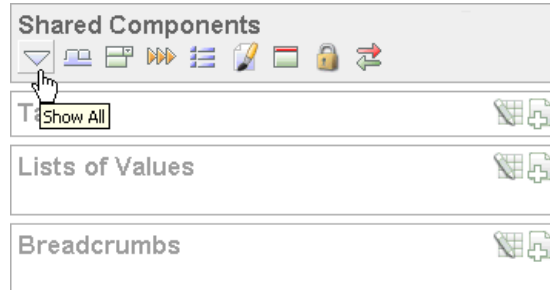 Shared Components
Show All
Lists of Values
Breadcrumbs